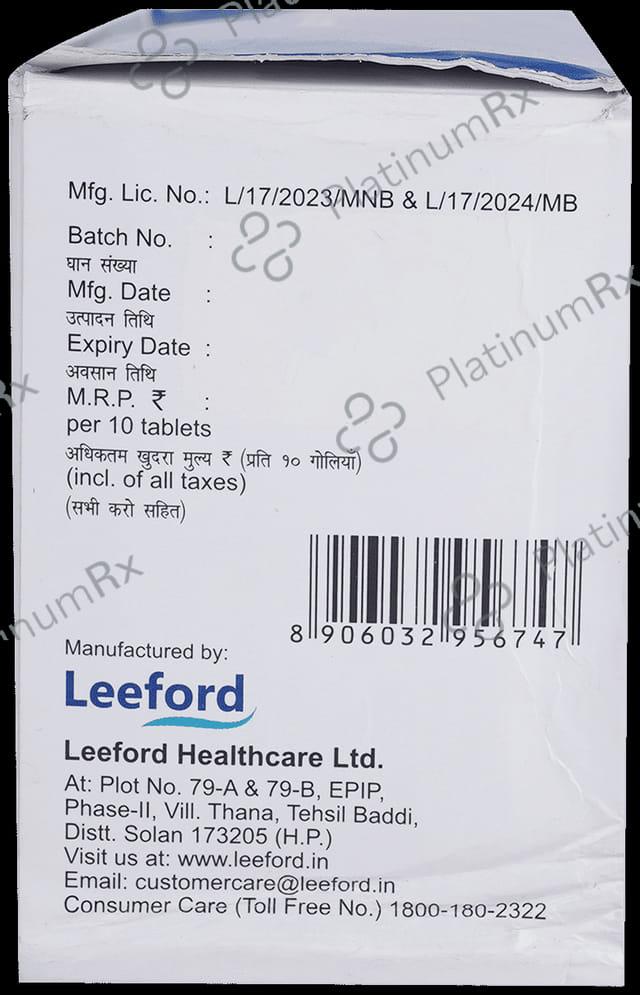 Mfg. Lic. No.: L/17/2023/MNB & L/17/2024/MB
Batch No. :
घान संख्या
Mfg. Date :
उत्पादन तिथि
Expiry Date :
अवसान तिथि
M.R.P. ₹ :
per 10 tablets
अधिकतम खुदरा मुल्य ₹ (प्रति १० गोलियाँ)
(incl. of all taxes)
(सभी करो सहित)
8 906032 956747
Manufactured by:
Leeford
Leeford Healthcare Ltd.
At: Plot No. 79-A & 79-B, EPIP,
Phase-II, Vill. Thana, Tehsil Baddi,
Distt. Solan 173205 (H.P.)
Visit us at: www.leeford.in
Email: customercare@leeford.in
Consumer Care (Toll Free No.) 1800-180-2322
PlatinumRx
PlatinumRx
PlatinumRx